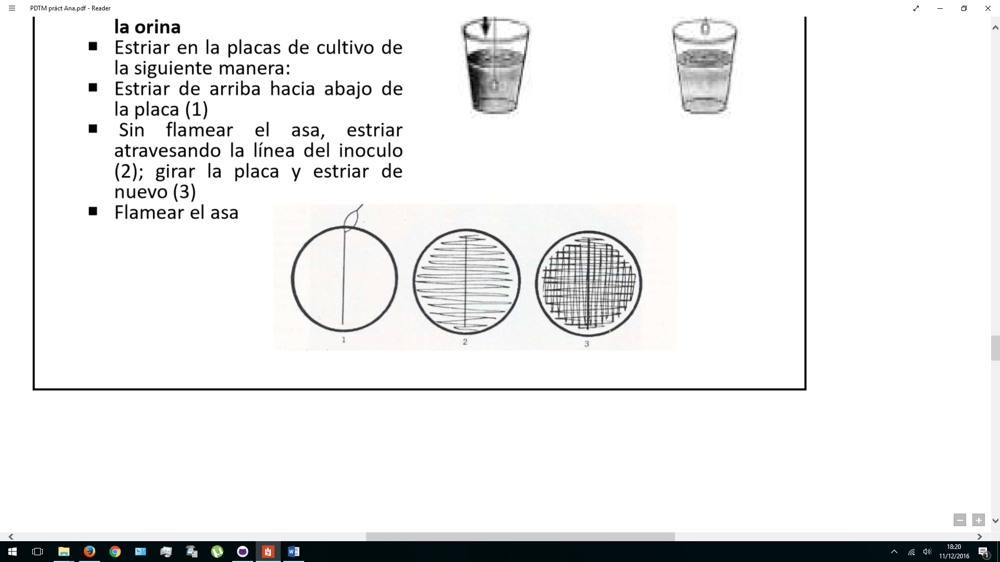 PDTM práct Ana.pdf - Reader
la orina
■ Estriar en la placas de cultivo de
la siguiente manera:
■ Estriar de arriba hacia abajo de
la placa (1)
■ Sin flamear el asa, estriar
atravesando la línea del inoculo
(2); girar la placa y estriar de
nuevo (3)
■ Flamear el asa
1
2
3
18:20
11/12/2016
1